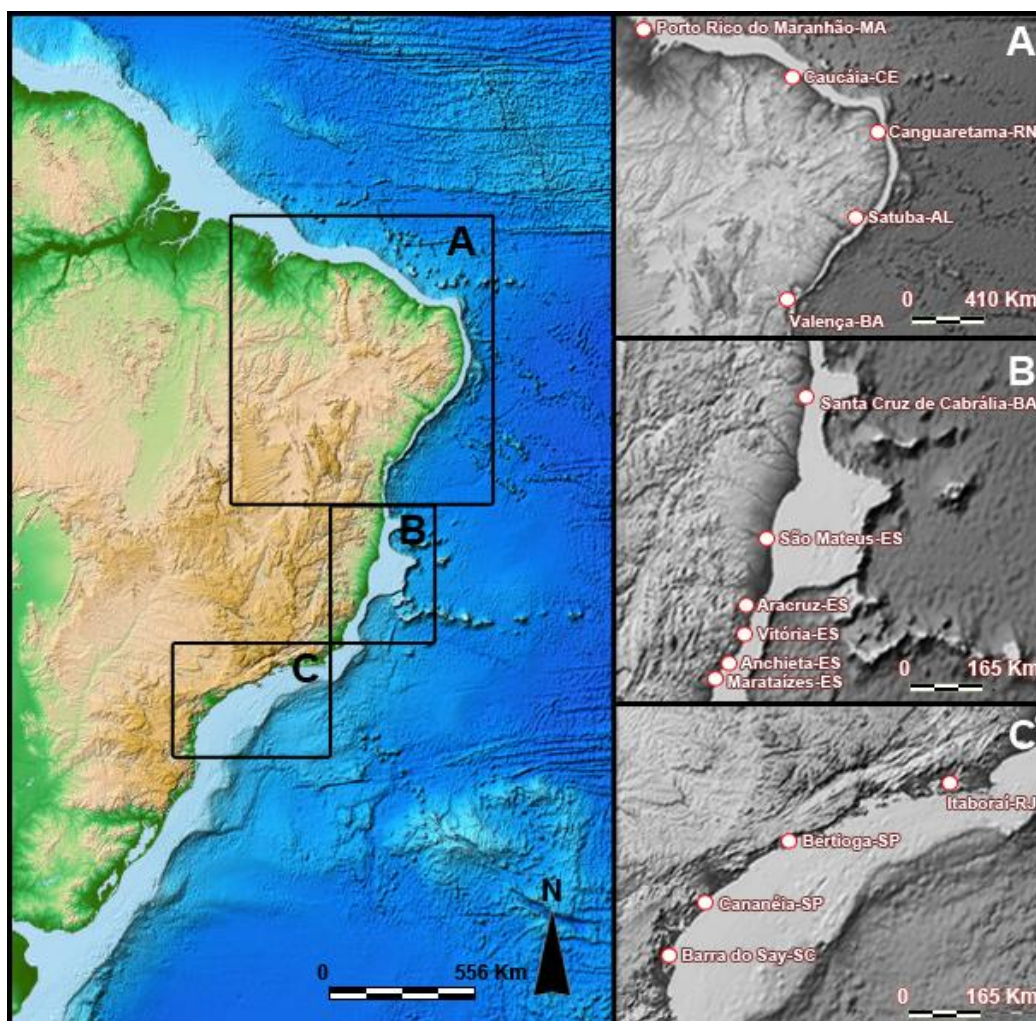 A
B
C
N
0 556 Km
A
Porto Rico do Maranhão-MA
Caucáia-CE
Canguaretama-RN
Satuba-AL
Valença-BA
0 410 Km
B
Santa Cruz de Cabrália-BA
São Mateus-ES
Aracruz-ES
Vitória-ES
Anchieta-ES
Marataízes-ES
0 165 Km
C
Itaboraí-RJ
Bertioga-SP
Cananéia-SP
Barra do Say-SC
0 165 Km